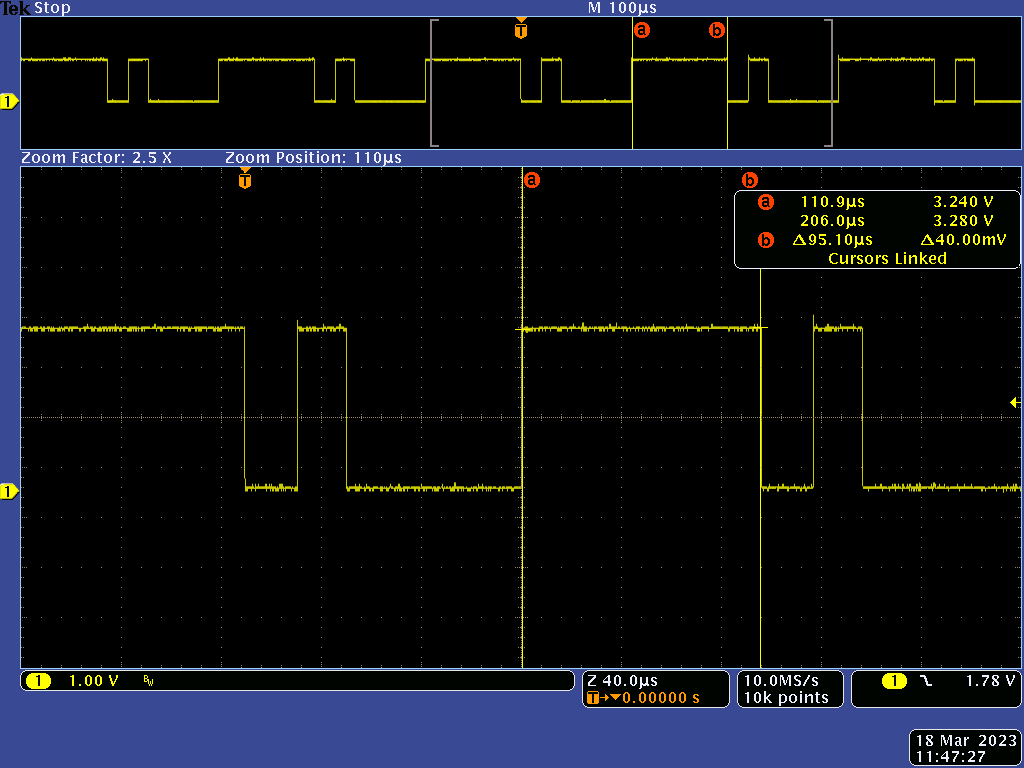 Tek Stop M 100µs
T a b
1
Zoom Factor: 2.5 X Zoom Position: 110µs
T a b
a 110.9µs 3.240 V
206.0µs 3.280 V
b Δ95.10µs Δ40.00mV
Cursors Linked
1
1 1.00 V BW
Z 40.0µs
T→▼0.00000 s
10.0MS/s
10k points
1 1.78 V
18 Mar 2023
11:47:27